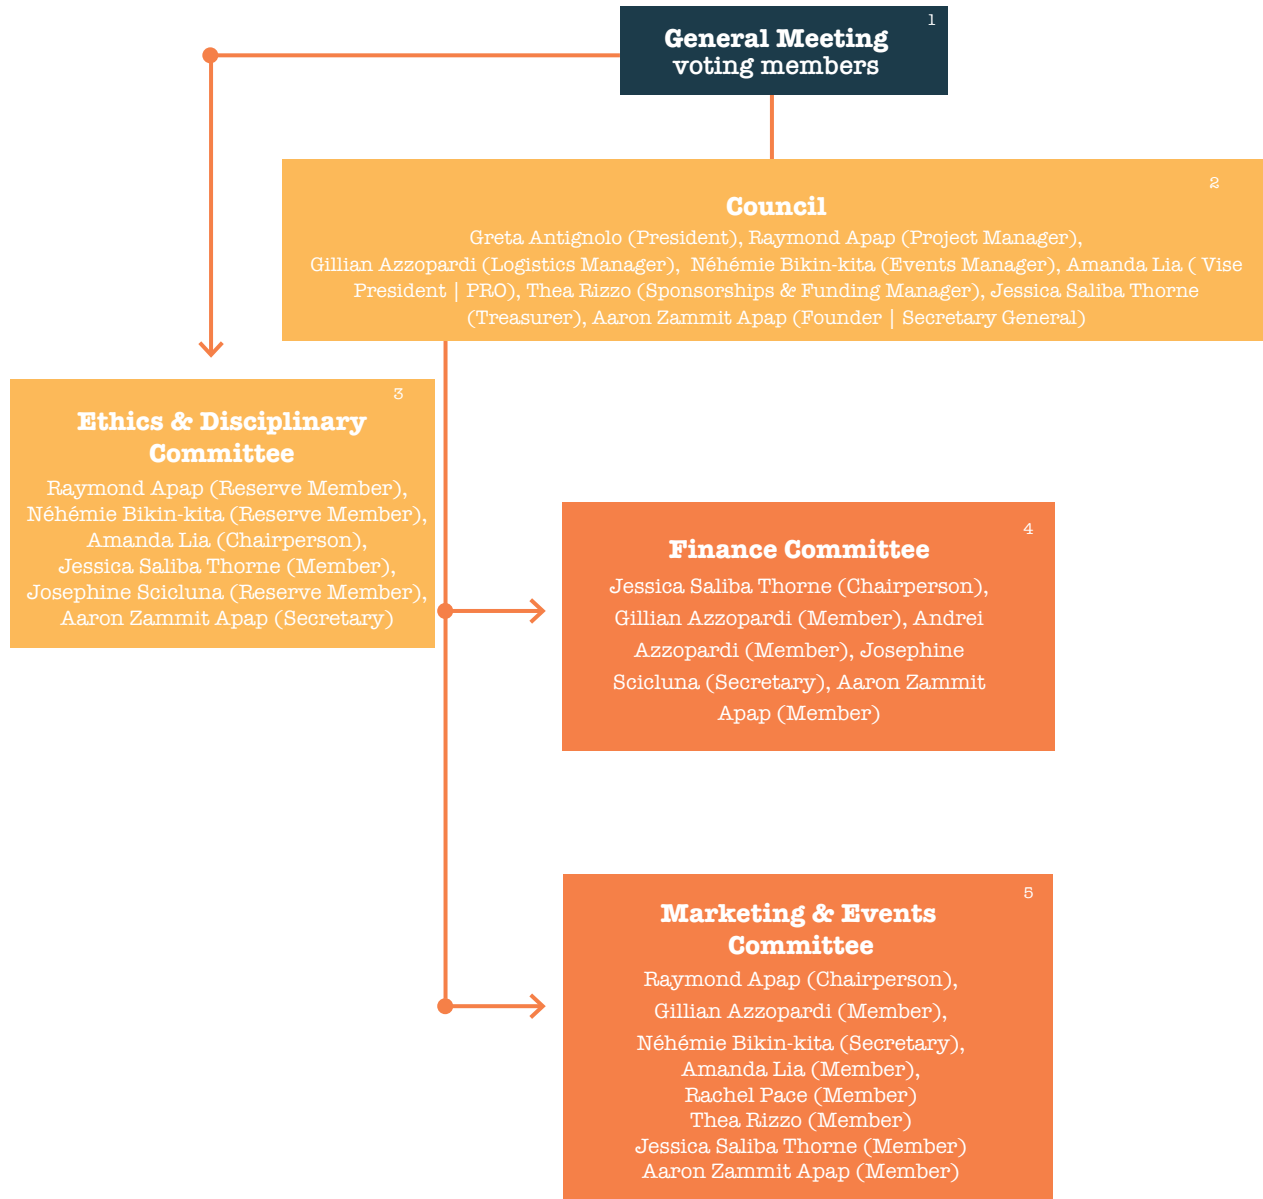 1
General Meeting
voting members
2
Council
Greta Antignolo (President), Raymond Apap (Project Manager),
Gillian Azzopardi (Logistics Manager), Néhémie Bikin-kita (Events Manager), Amanda Lia ( Vise
President | PRO), Thea Rizzo (Sponsorships & Funding Manager), Jessica Saliba Thorne
(Treasurer), Aaron Zammit Apap (Founder | Secretary General)
3
Ethics & Disciplinary
Committee
Raymond Apap (Reserve Member),
Néhémie Bikin-kita (Reserve Member),
Amanda Lia (Chairperson),
Jessica Saliba Thorne (Member),
Josephine Scicluna (Reserve Member),
Aaron Zammit Apap (Secretary)
4
Finance Committee
Jessica Saliba Thorne (Chairperson),
Gillian Azzopardi (Member), Andrei
Azzopardi (Member), Josephine
Scicluna (Secretary), Aaron Zammit
Apap (Member)
5
Marketing & Events
Committee
Raymond Apap (Chairperson),
Gillian Azzopardi (Member),
Néhémie Bikin-kita (Secretary),
Amanda Lia (Member),
Rachel Pace (Member)
Thea Rizzo (Member)
Jessica Saliba Thorne (Member)
Aaron Zammit Apap (Member)